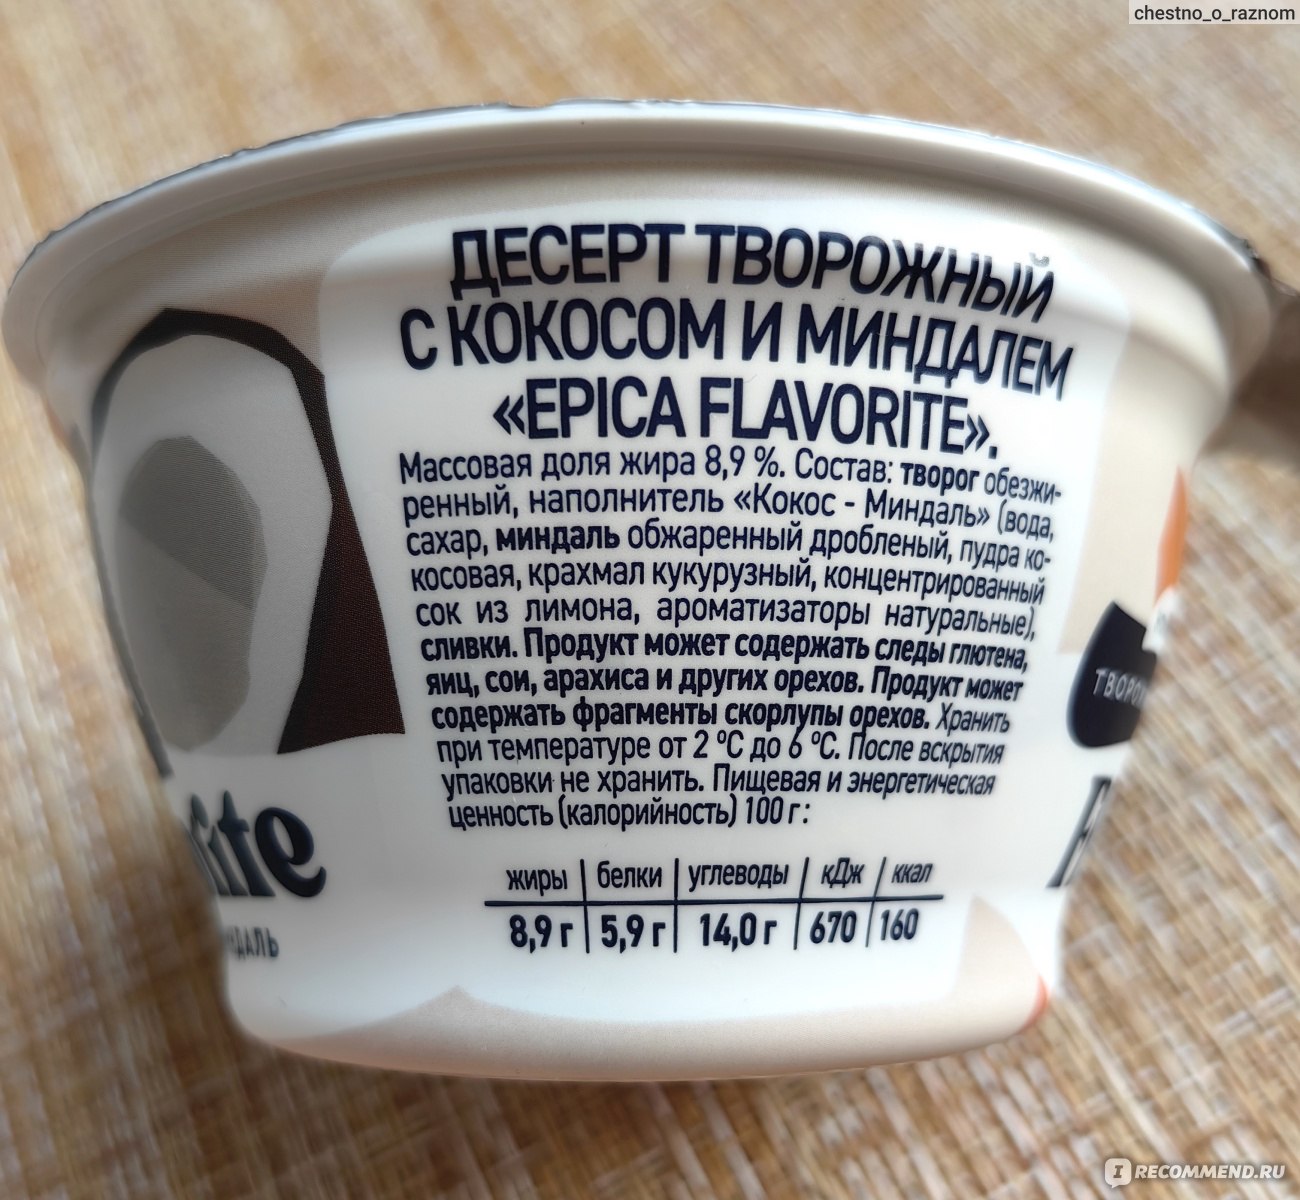 chestno_o_raznom
ДЕСЕРТ ТВОРОЖНЫЙ
С КОКОСОМ И МИНДАЛЕМ
«EPICA FLAVORITE».
Массовая доля жира 8,9 %. Состав: творог обезжи-
ренный, наполнитель «Кокос - Миндаль» (вода,
сахар, миндаль обжаренный дробленый, пудра ко-
косовая, крахмал кукурузный, концентрированный
сок из лимона, ароматизаторы натуральные),
сливки. Продукт может содержать следы глютена,
яиц, сои, арахиса и других орехов. Продукт может
содержать фрагменты скорлупы орехов. Хранить
при температуре от 2 °С до 6 °С. После вскрытия
упаковки не хранить. Пищевая и энергетическая
ценность (калорийность) 100 г:
жиры белки углеводы кДж ккал
8,9 г 5,9 г 14,0 г 670 160
RECOMMEND.RU